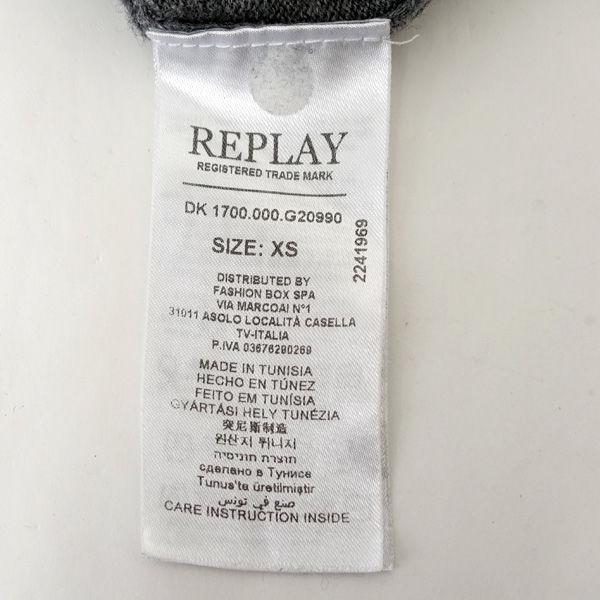 REPLAY
REGISTERED TRADE MARK
DK 1700.000.G20990
SIZE: XS
2241969
DISTRIBUTED BY
FASHION BOX SPA
VIA MARCOAI N°1
31011 ASOLO LOCALITÀ CASELLA
TV-ITALIA
P.IVA 03676290269
MADE IN TUNISIA
HECHO EN TÚNEZ
FEITO EM TUNÍSIA
GYÁRTÁSI HELY TUNÉZIA
突尼斯制造
원산지 튀니지
תוצרת תוניסיה
сделано в Тунисе
Tunus'ta üretilmiştir
صنع في تونس
CARE INSTRUCTION INSIDE